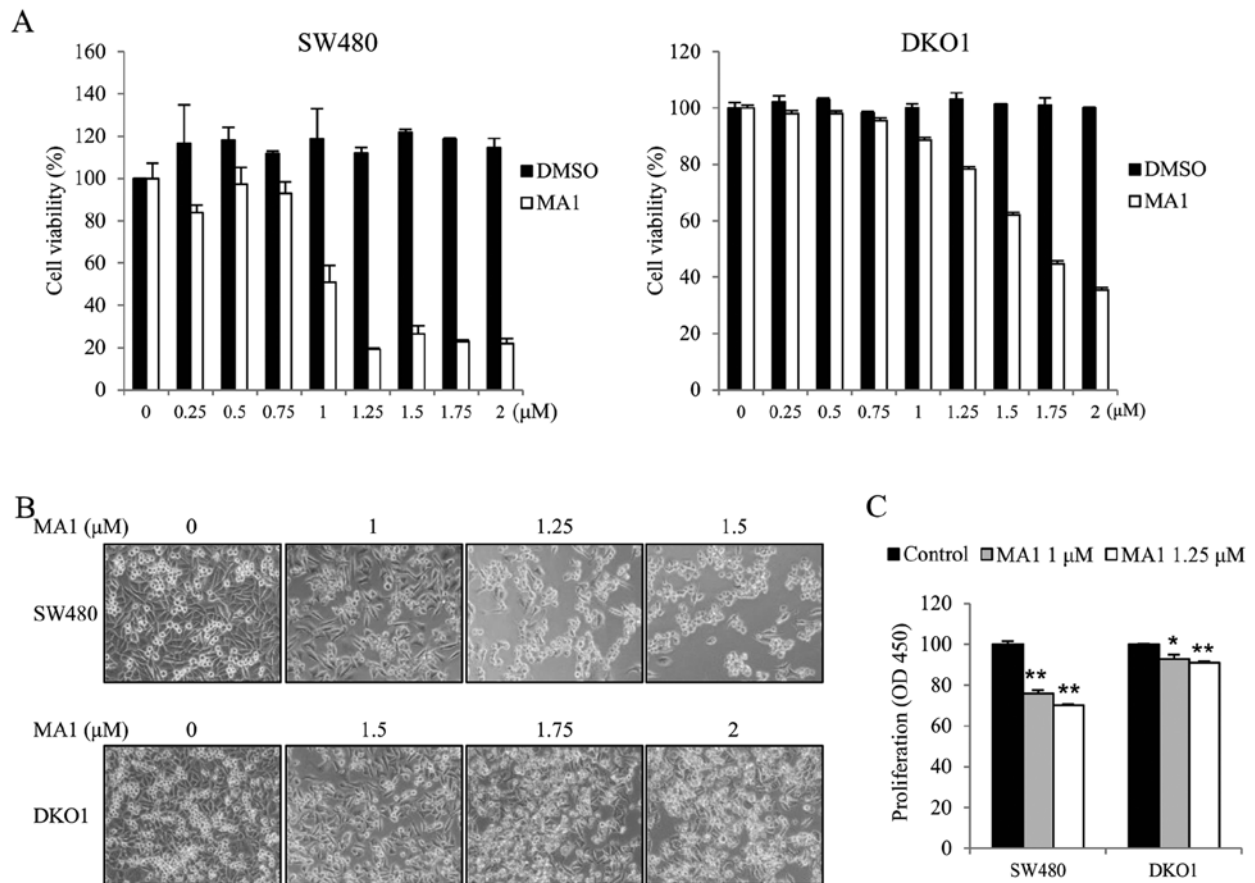 A
SW480
160
140
120
100
80
60
40
20
0
Cell viability (%)
DMSO
MA1
0 0.25 0.5 0.75 1 1.25 1.5 1.75 2 (μM)
DKO1
120
100
80
60
40
20
0
Cell viability (%)
DMSO
MA1
0 0.25 0.5 0.75 1 1.25 1.5 1.75 2 (μM)
B
MA1 (μM) 0 1 1.25 1.5
SW480
MA1 (μM) 0 1.5 1.75 2
DKO1
C
Control MA1 1 μM MA1 1.25 μM
120
100
80
60
40
20
0
Proliferation (OD 450)
** **
* **
SW480 DKO1